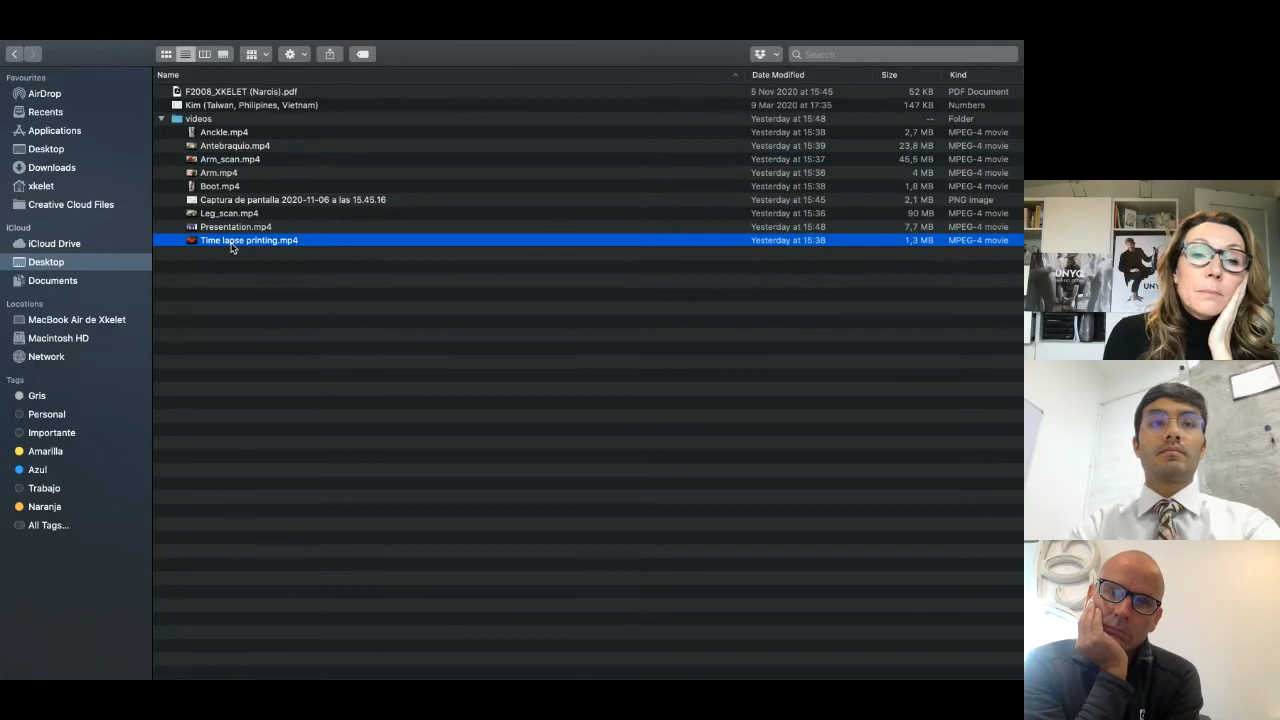 Search
Favourites
AirDrop
Recents
Applications
Desktop
Downloads
xkelet
Creative Cloud Files
iCloud
iCloud Drive
Desktop
Documents
Locations
MacBook Air de Xkelet
Macintosh HD
Network
Tags
Gris
Personal
Importante
Amarilla
Azul
Trabajo
Naranja
All Tags...
Name Date Modified Size Kind
F2008_XKELET (Narcis).pdf 5 Nov 2020 at 15:45 52 KB PDF Document
Kim (Taiwan, Philipines, Vietnam) 9 Mar 2020 at 17:35 147 KB Numbers
videos Yesterday at 15:48 -- Folder
Anckle.mp4 Yesterday at 15:38 2,7 MB MPEG-4 movie
Antebraquio.mp4 Yesterday at 15:39 23,8 MB MPEG-4 movie
Arm_scan.mp4 Yesterday at 15:37 45,5 MB MPEG-4 movie
Arm.mp4 Yesterday at 15:36 4 MB MPEG-4 movie
Boot.mp4 Yesterday at 15:38 1,8 MB MPEG-4 movie
Captura de pantalla 2020-11-06 a las 15.45.16 Yesterday at 15:45 2,1 MB PNG image
Leg_scan.mp4 Yesterday at 15:36 90 MB MPEG-4 movie
Presentation.mp4 Yesterday at 15:48 7,7 MB MPEG-4 movie
Time lapse printing.mp4 Yesterday at 15:38 1,3 MB MPEG-4 movie
UNYQ